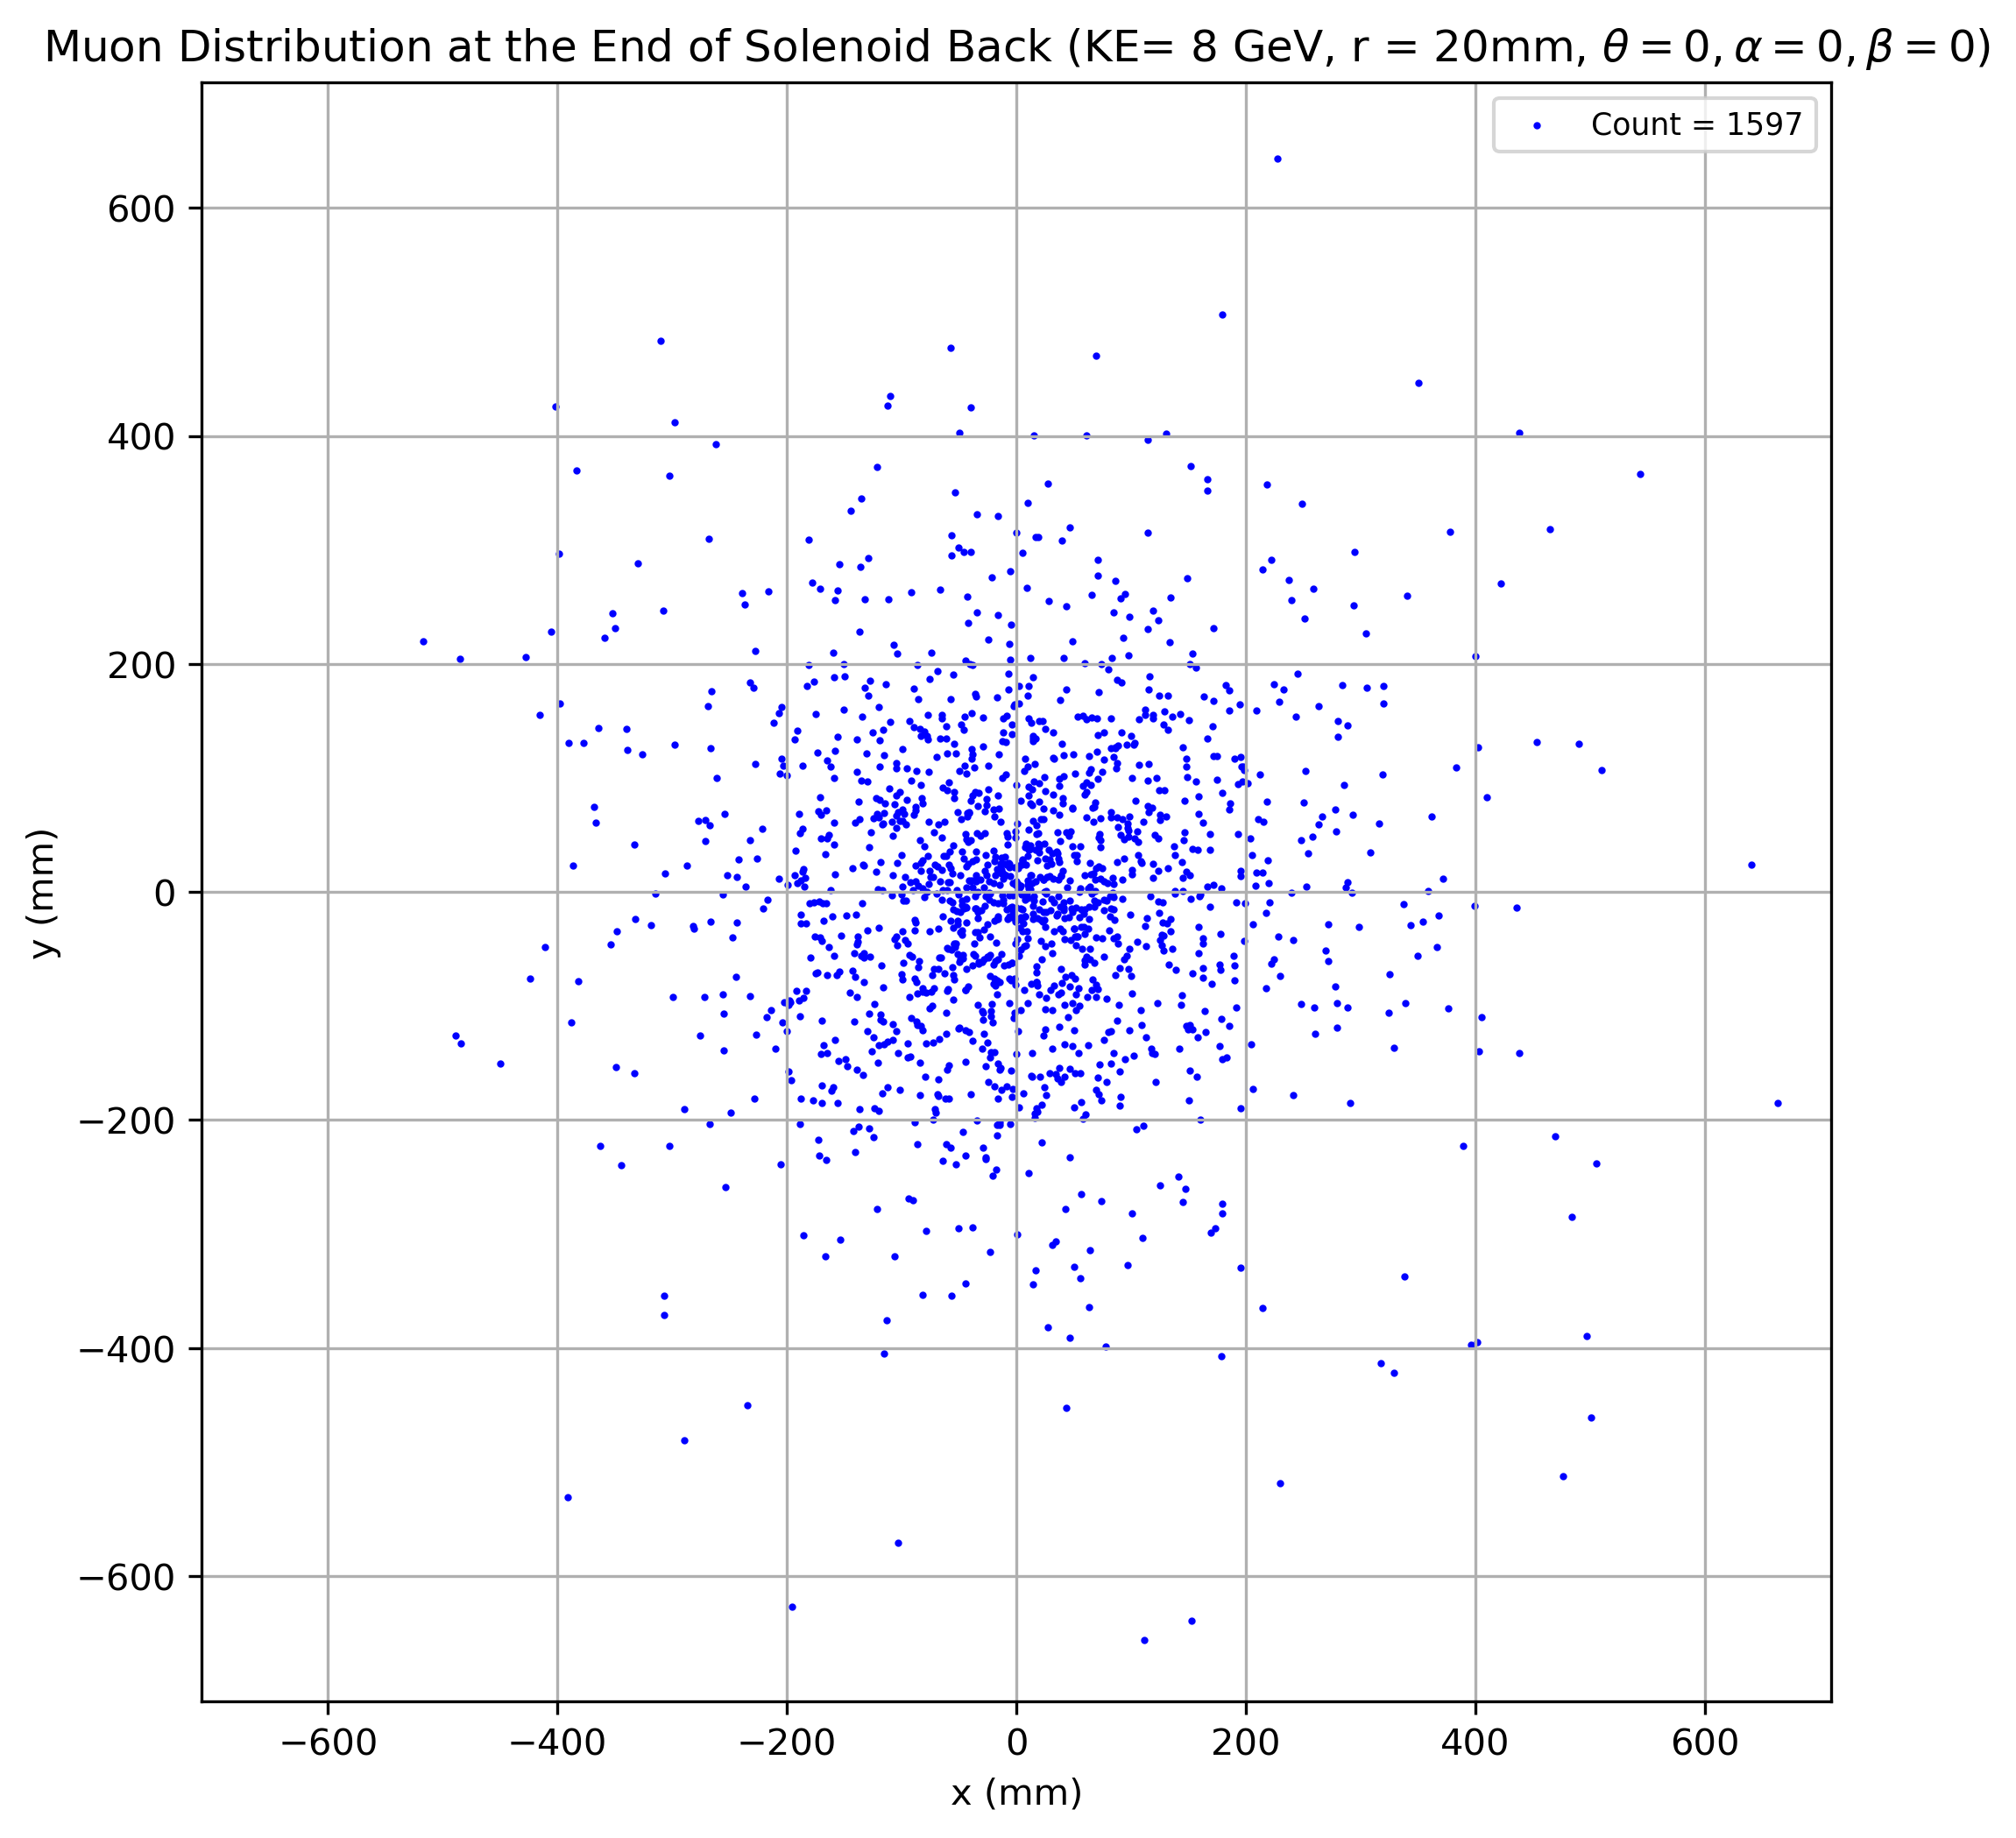 Muon Distribution at the End of Solenoid Back (KE= 8 GeV, r = 20mm, θ = 0, α = 0, β = 0)
Count = 1597
600
400
200
0
−200
−400
−600
y (mm)
−600 −400 −200 0 200 400 600
x (mm)